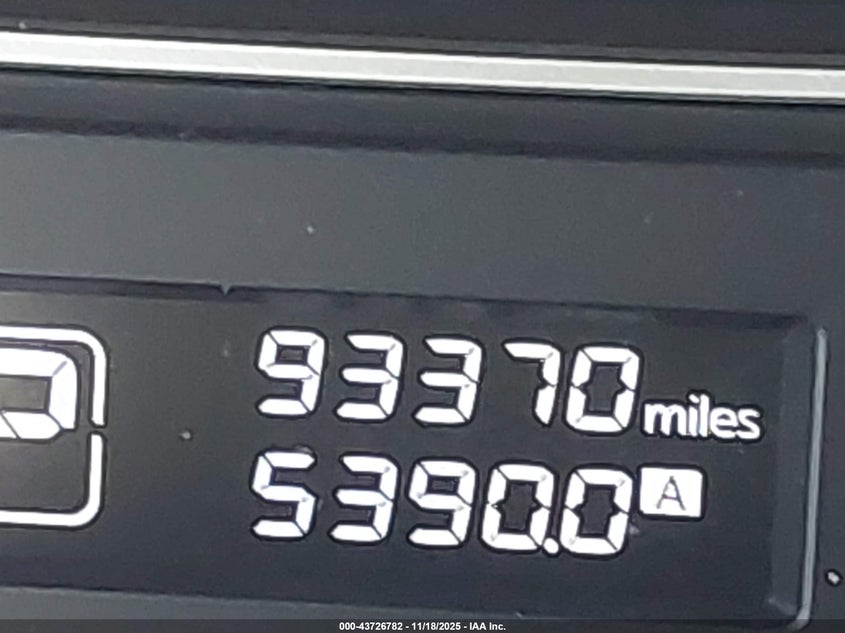 P
93370 miles
5390.0 A
000-43726782 - 11/18/2025 - IAA Inc.